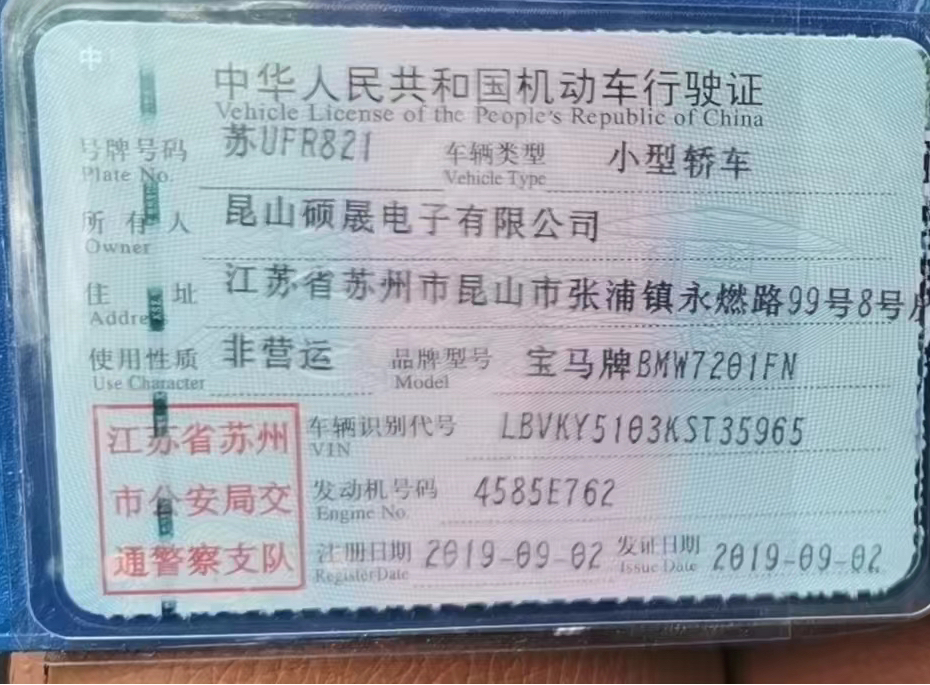 中华人民共和国机动车行驶证
Vehicle License of the People's Republic of China
号牌号码 苏UFR821 车辆类型 小型轿车
Plate No. Vehicle Type
所有人 昆山硕晟电子有限公司
Owner
住址 江苏省苏州市昆山市张浦镇永燃路99号8号
Addre
使用性质 非营运 品牌型号 宝马牌BMW7201FN
Use Character Model
江苏省苏州 车辆识别代号 LBVKY5103KST35965
VIN
市公安局交 发动机号码 4585E762
Engine No.
通警察支队 注册日期 2019-09-02 发证日期 2019-09-02
Register Date Issue Date